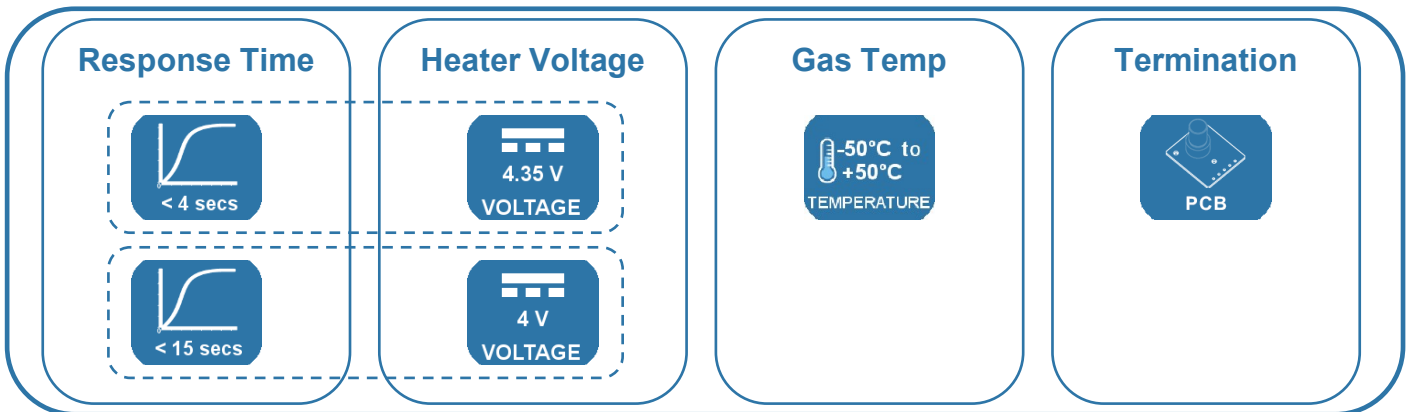 Response Time
Heater Voltage
Gas Temp
Termination
< 4 secs
4.35 V
VOLTAGE
-50°C to
+50°C
TEMPERATURE
PCB
< 15 secs
4 V
VOLTAGE